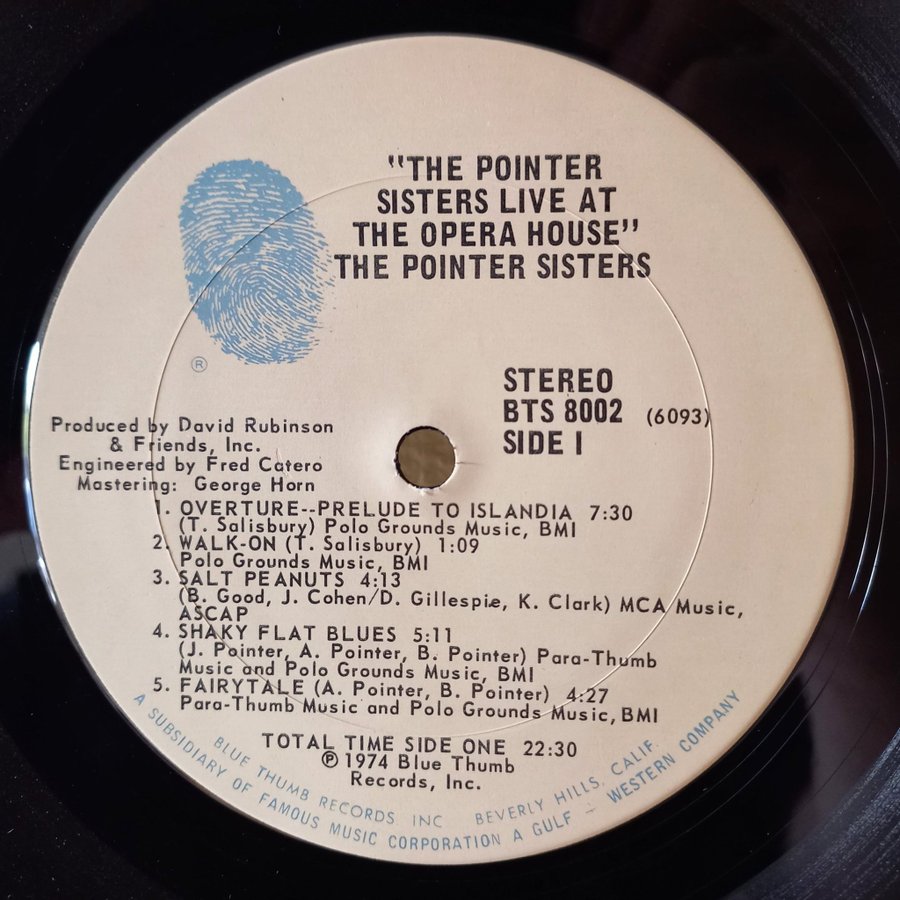 "THE POINTER
SISTERS LIVE AT
THE OPERA HOUSE"
THE POINTER SISTERS
®
STEREO
BTS 8002 (6093)
SIDE I
Produced by David Rubinson
& Friends, Inc.
Engineered by Fred Catero
Mastering: George Horn
1. OVERTURE--PRELUDE TO ISLANDIA 7:30
(T. Salisbury) Polo Grounds Music, BMI
2. WALK-ON (T. Salisbury) 1:09
Polo Grounds Music, BMI
3. SALT PEANUTS 4:13
(B. Good, J. Cohen/D. Gillespie, K. Clark) MCA Music,
ASCAP
4. SHAKY FLAT BLUES 5:11
(J. Pointer, A. Pointer, B. Pointer) Para-Thumb
Music and Polo Grounds Music, BMI
5. FAIRYTALE (A. Pointer, B. Pointer) 4:27
Para-Thumb Music and Polo Grounds Music, BMI
TOTAL TIME SIDE ONE 22:30
℗ 1974 Blue Thumb
Records, Inc.
BLUE THUMB RECORDS INC BEVERLY HILLS, CALIF.
A SUBSIDIARY OF FAMOUS MUSIC CORPORATION A GULF - WESTERN COMPANY